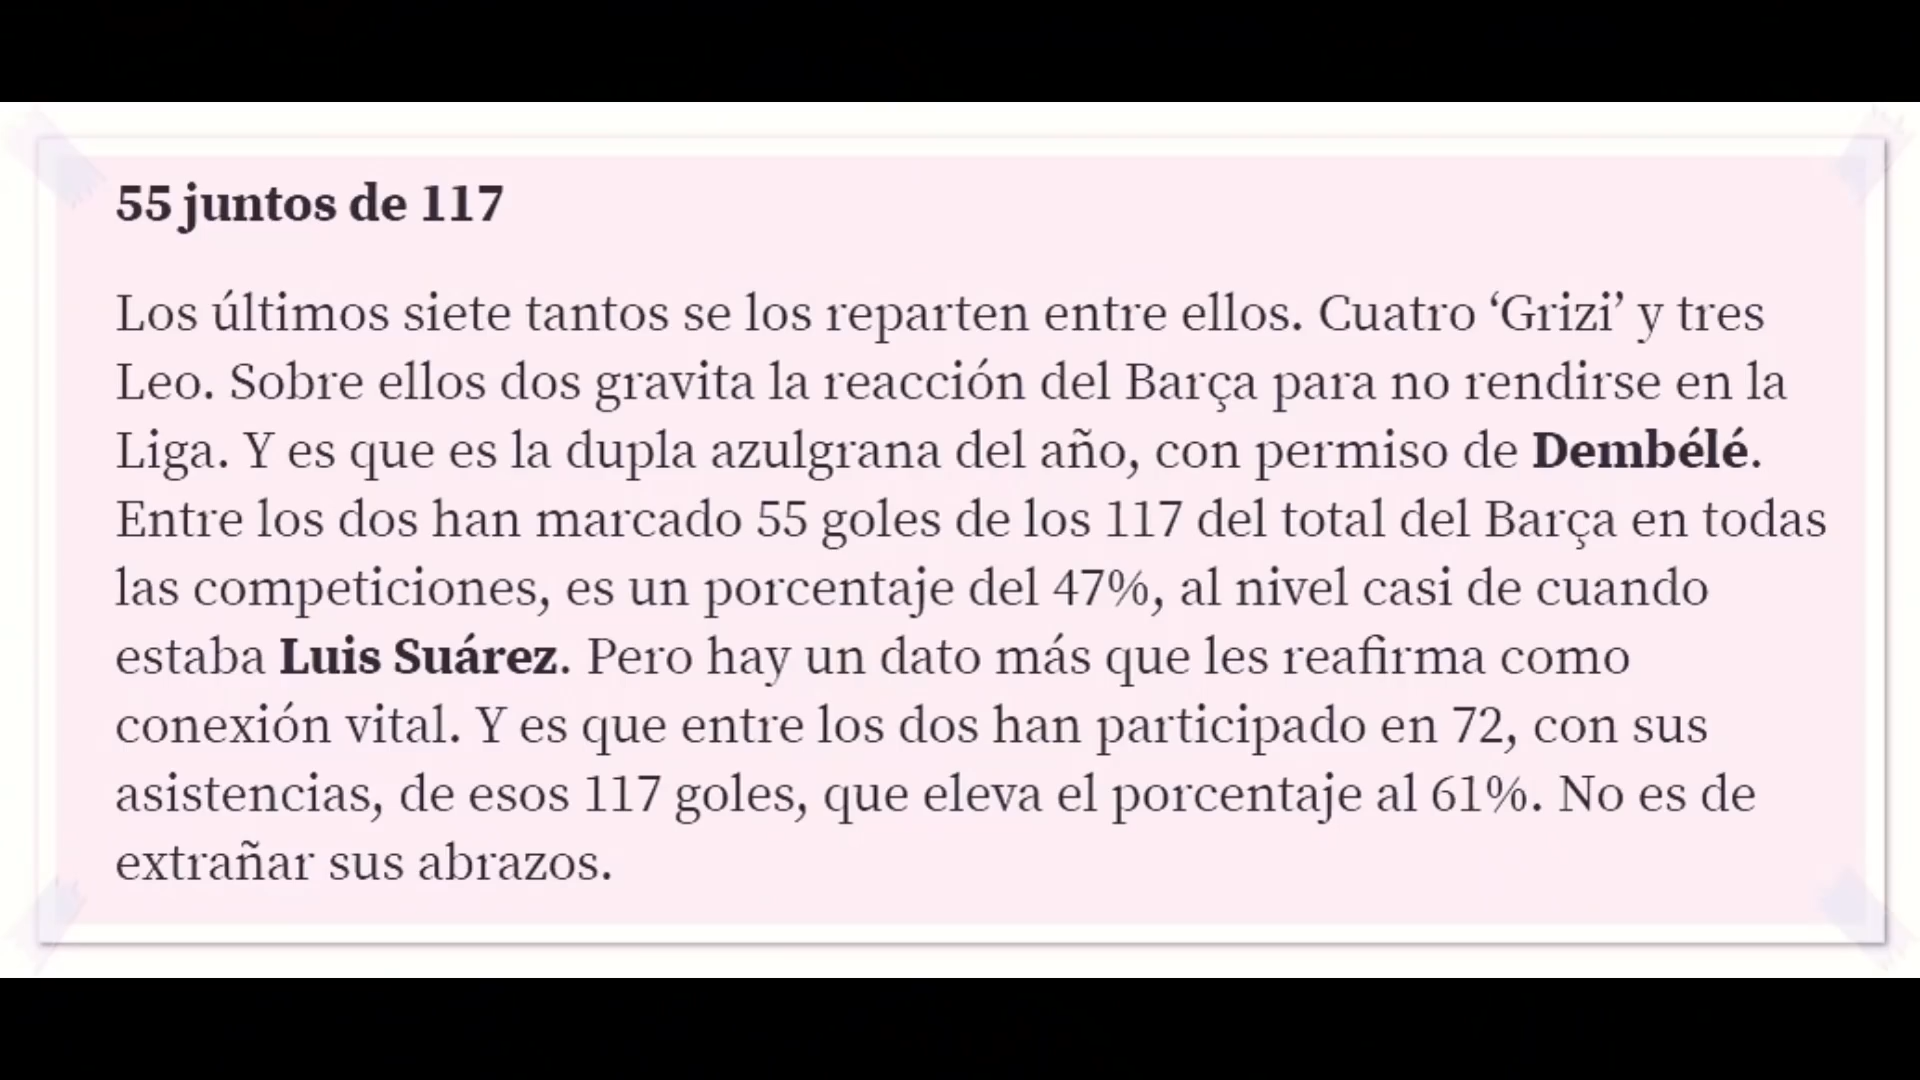 55 juntos de 117
Los últimos siete tantos se los reparten entre ellos. Cuatro ‘Grizi’ y tres
Leo. Sobre ellos dos gravita la reacción del Barça para no rendirse en la
Liga. Y es que es la dupla azulgrana del año, con permiso de Dembélé.
Entre los dos han marcado 55 goles de los 117 del total del Barça en todas
las competiciones, es un porcentaje del 47%, al nivel casi de cuando
estaba Luis Suárez. Pero hay un dato más que les reafirma como
conexión vital. Y es que entre los dos han participado en 72, con sus
asistencias, de esos 117 goles, que eleva el porcentaje al 61%. No es de
extrañar sus abrazos.